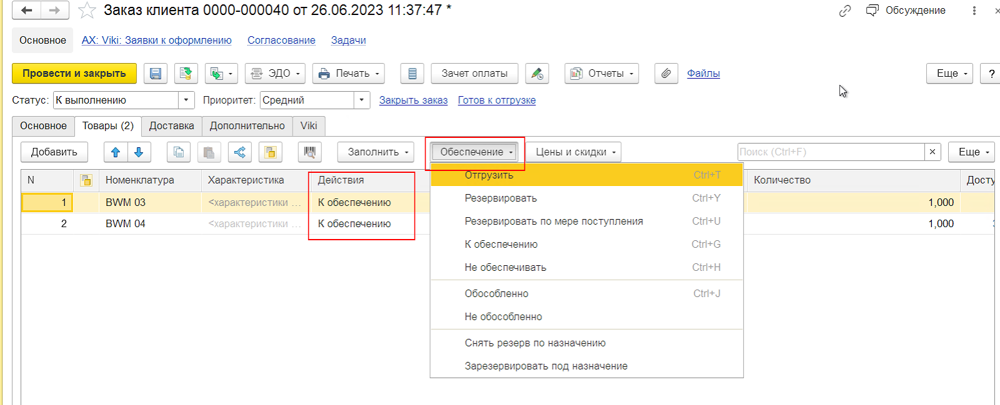 Заказ клиента 0000-000040 от 26.06.2023 11:37:47 *
Обсуждение
Основное
АХ: Viki: Заявки к оформлению
Согласование
Задачи
Провести и закрыть
ЭДО
Печать
Зачет оплаты
Отчеты
Файлы
Еще
?
Статус:
К выполнению
Приоритет:
Средний
Закрыть заказ
Готов к отгрузке
Основное
Товары (2)
Доставка
Дополнительно
Viki
Добавить
Заполнить
Обеспечение
Цены и скидки
Поиск (Ctrl+F)
×
Еще
N
Номенклатура
Характеристика
Действия
Количество
Досту
1
BWM 03
<характеристики ...
К обеспечению
1,000
2
BWM 04
<характеристики ...
К обеспечению
1,000
Отгрузить Ctrl+T
Резервировать Ctrl+Y
Резервировать по мере поступления Ctrl+U
К обеспечению Ctrl+G
Не обеспечивать Ctrl+H
Обособленно Ctrl+J
Не обособленно
Снять резерв по назначению
Зарезервировать под назначение